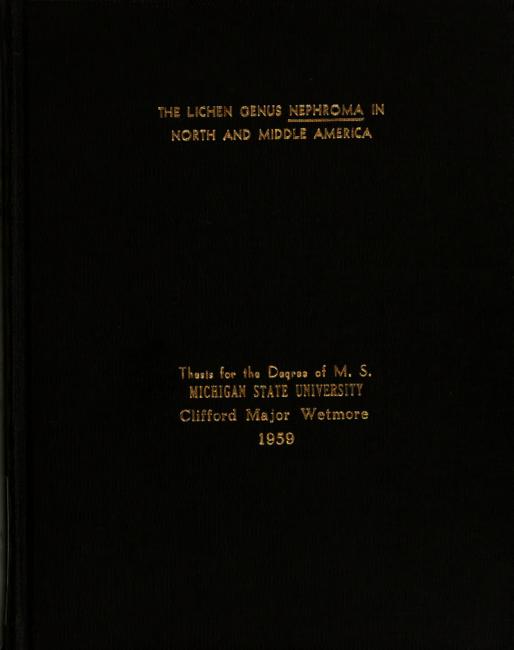 THE LICHEN GENUS NEPHROMA IN
NORTH AND MIDDLE AMERICA
Thesis for the Degree of M. S.
MICHIGAN STATE UNIVERSITY
Clifford Major Wetmore
1959